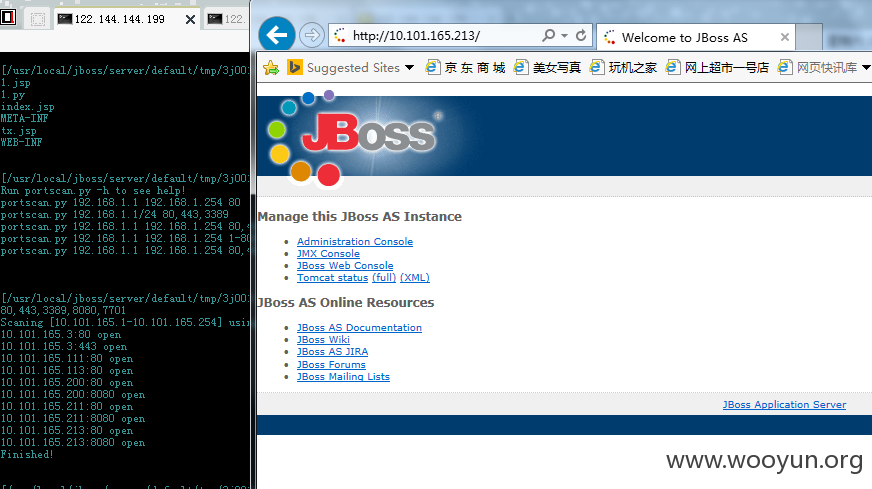 122.144.144.199
122.
[/usr/local/jboss/server/default/tmp/3j001
1.jsp
1.py
index.jsp
META-INF
tx.jsp
WEB-INF
[/usr/local/jboss/server/default/tmp/3j001
Run portscan.py -h to see help!
portscan.py 192.168.1.1 192.168.1.254 80
portscan.py 192.168.1.1/24 80,443,3389
portscan.py 192.168.1.1 192.168.1.254 80,4
portscan.py 192.168.1.1 192.168.1.254 1-80
portscan.py 192.168.1.1 192.168.1.254 80,4
[/usr/local/jboss/server/default/tmp/3j001
80,443,3389,8080,7701
Scaning [10.101.165.1-10.101.165.254] usin
10.101.165.3:80 open
10.101.165.3:443 open
10.101.165.111:80 open
10.101.165.113:80 open
10.101.165.200:80 open
10.101.165.200:8080 open
10.101.165.211:80 open
10.101.165.211:8080 open
10.101.165.213:80 open
10.101.165.213:8080 open
Finished!
http://10.101.165.213/
Welcome to JBoss AS
Suggested Sites
京东商城
美女写真
玩机之家
网上超市一号店
网页快讯库
JBoss®
Manage this JBoss AS Instance
Administration Console
JMX Console
JBoss Web Console
Tomcat status (full) (XML)
JBoss AS Online Resources
JBoss AS Documentation
JBoss Wiki
JBoss AS JIRA
JBoss Forums
JBoss Mailing Lists
JBoss Application Server
www.wooyun.org